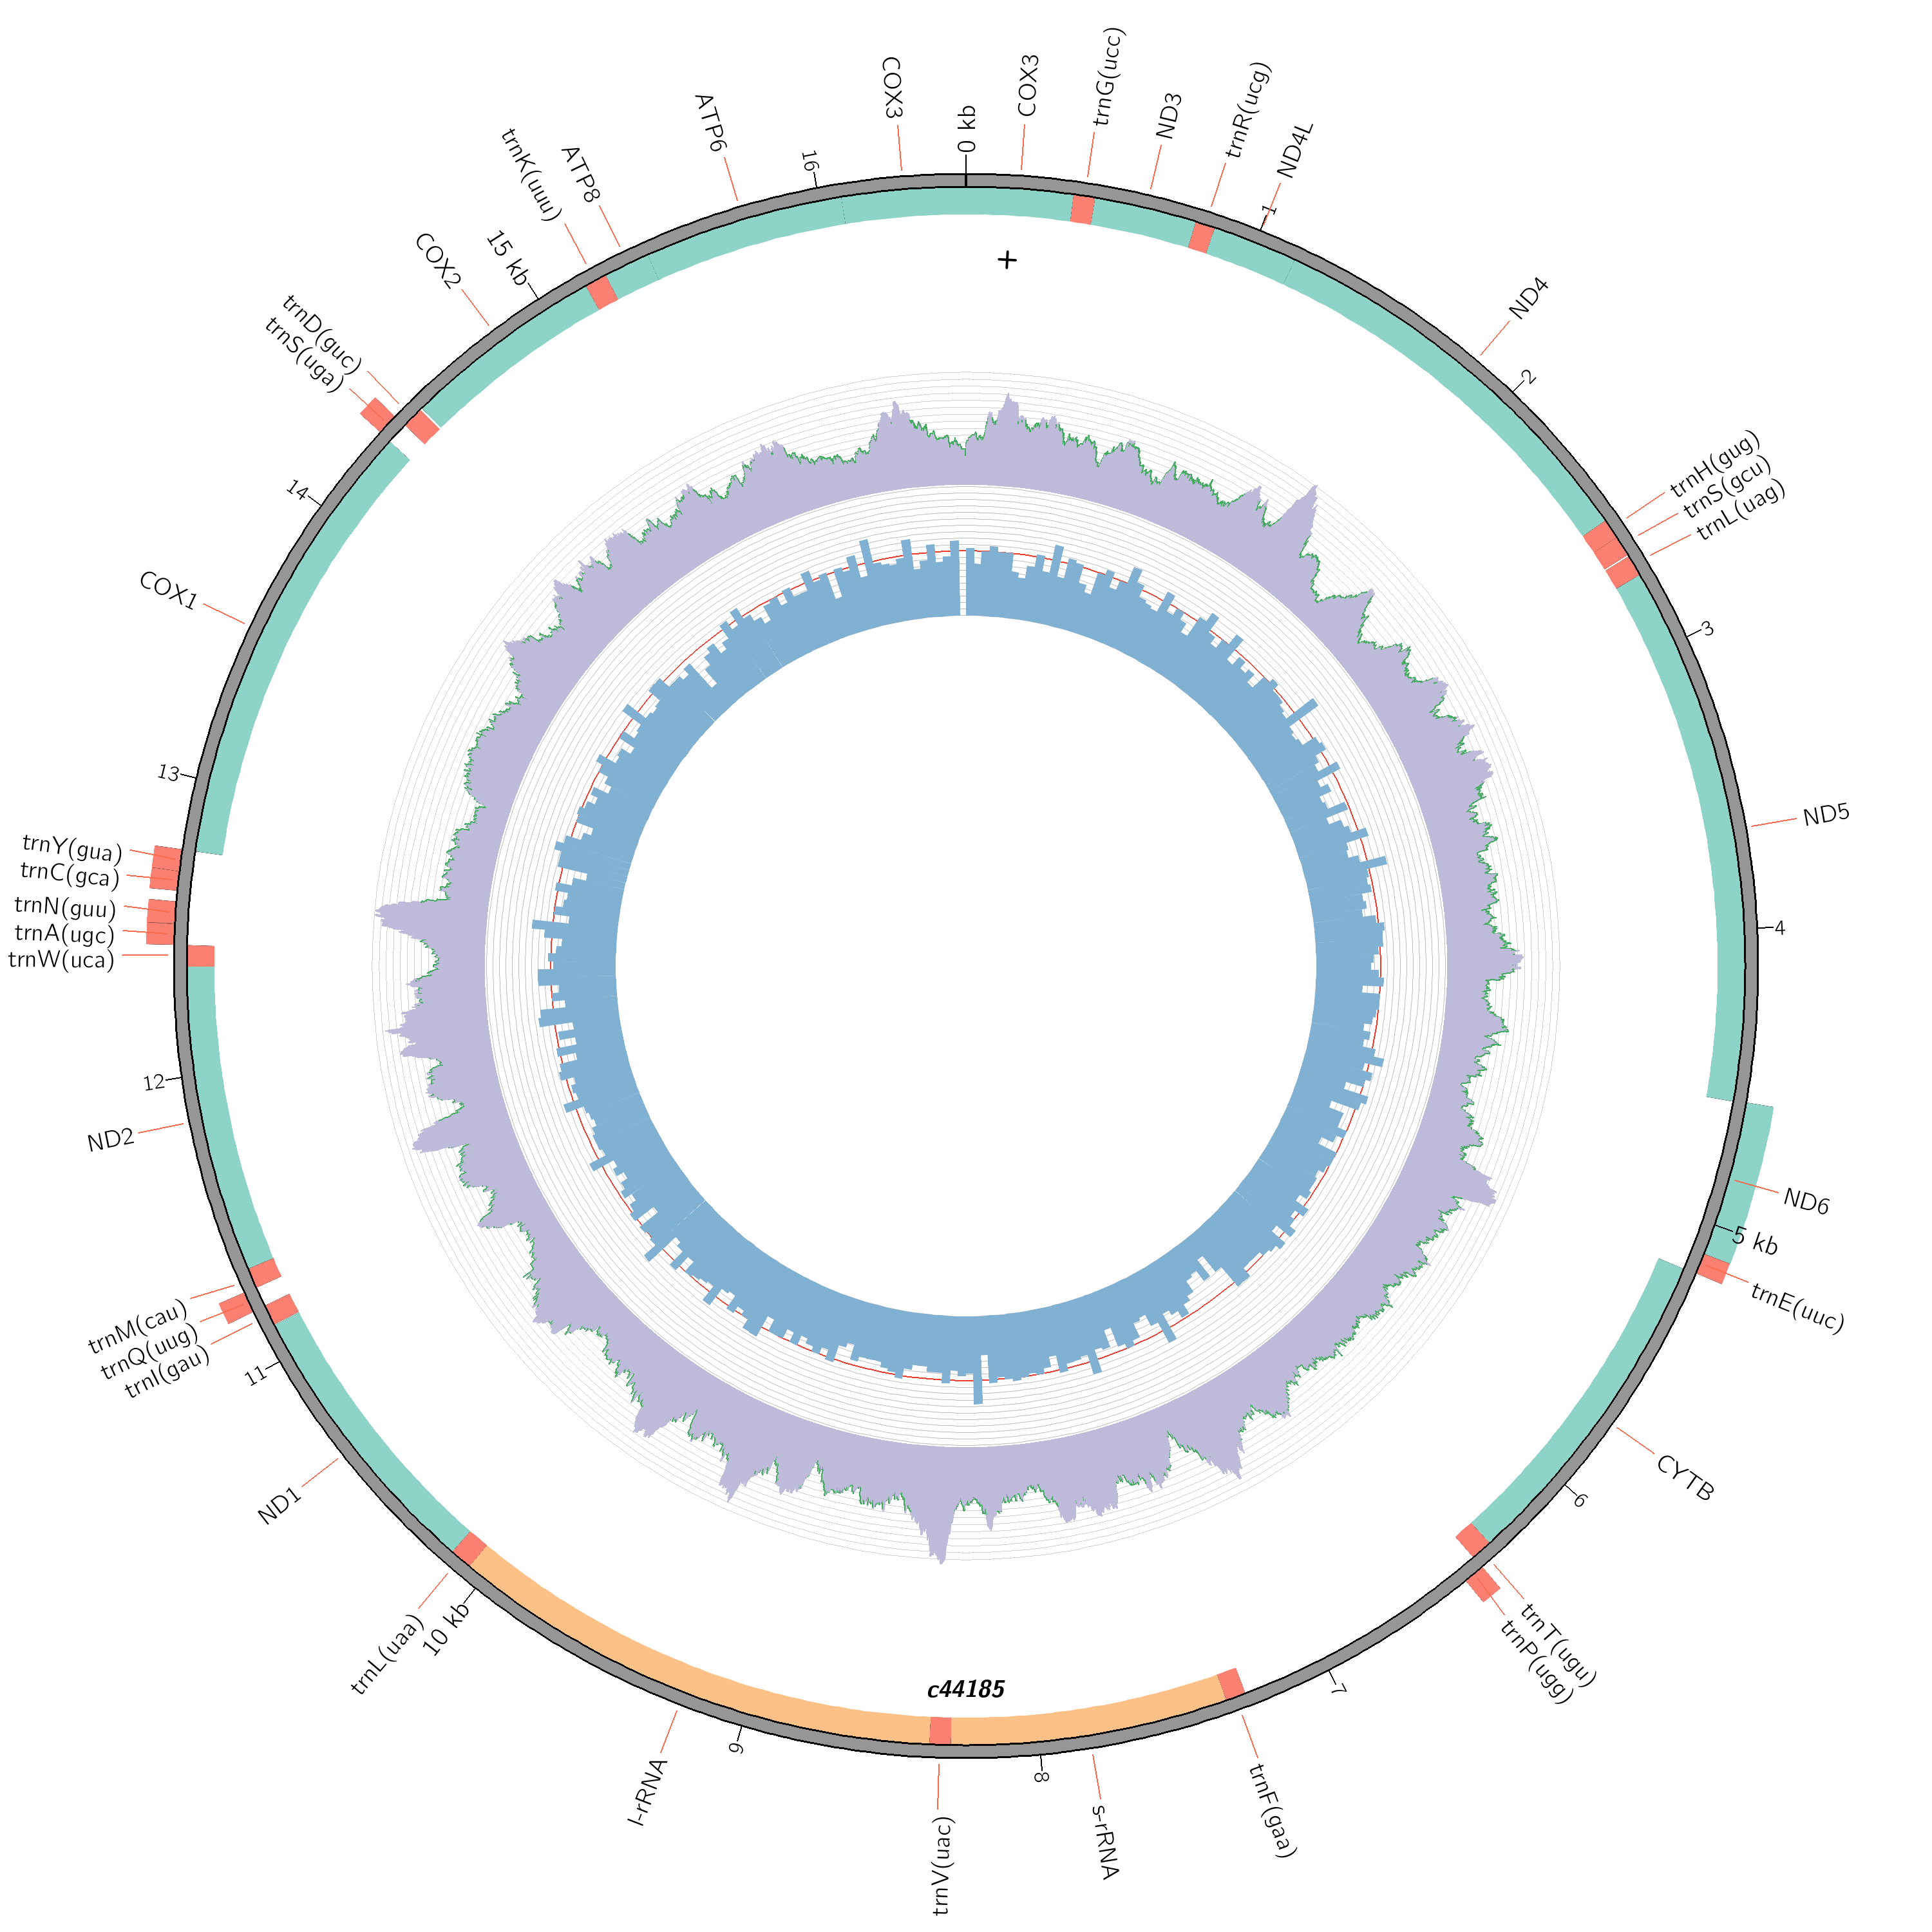 0 kb
COX3
trnG(ucc)
ND3
trnR(ucg)
ND4L
1
ND4
2
trnH(gug)
trnS(gcu)
trnL(uag)
3
ND5
4
ND6
5 kb
trnE(uuc)
CYTB
6
trnT(ugu)
trnP(ugg)
7
trnF(gaa)
s-rRNA
8
trnV(uac)
c44185
9
l-rRNA
10 kb
trnL(uaa)
ND1
11
trnI(gau)
trnQ(uug)
trnM(cau)
ND2
12
trnW(uca)
trnA(ugc)
trnN(guu)
trnC(gca)
trnY(gua)
13
COX1
14
trnS(uga)
trnD(guc)
COX2
15 kb
trnK(uuu)
ATP8
ATP6
16
COX3
+